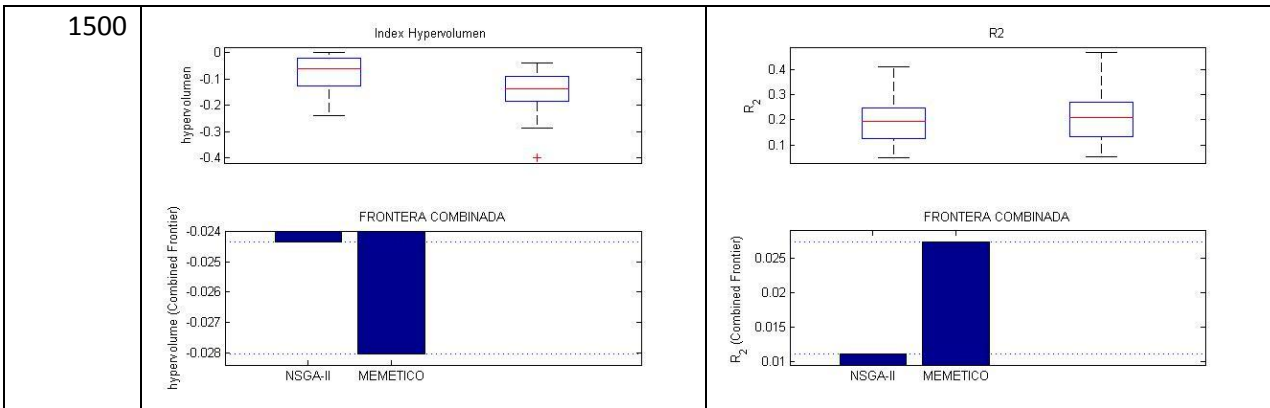 1500
Index Hypervolumen
hypervolumen
0
-0.1
-0.2
-0.3
-0.4
FRONTERA COMBINADA
hypervolume (Combined Frontier)
-0.024
-0.025
-0.026
-0.027
-0.028
NSGA-II MEMETICO
R2
R2
0.4
0.3
0.2
0.1
FRONTERA COMBINADA
R2 (Combined Frontier)
0.025
0.02
0.015
0.01
NSGA-II MEMETICO